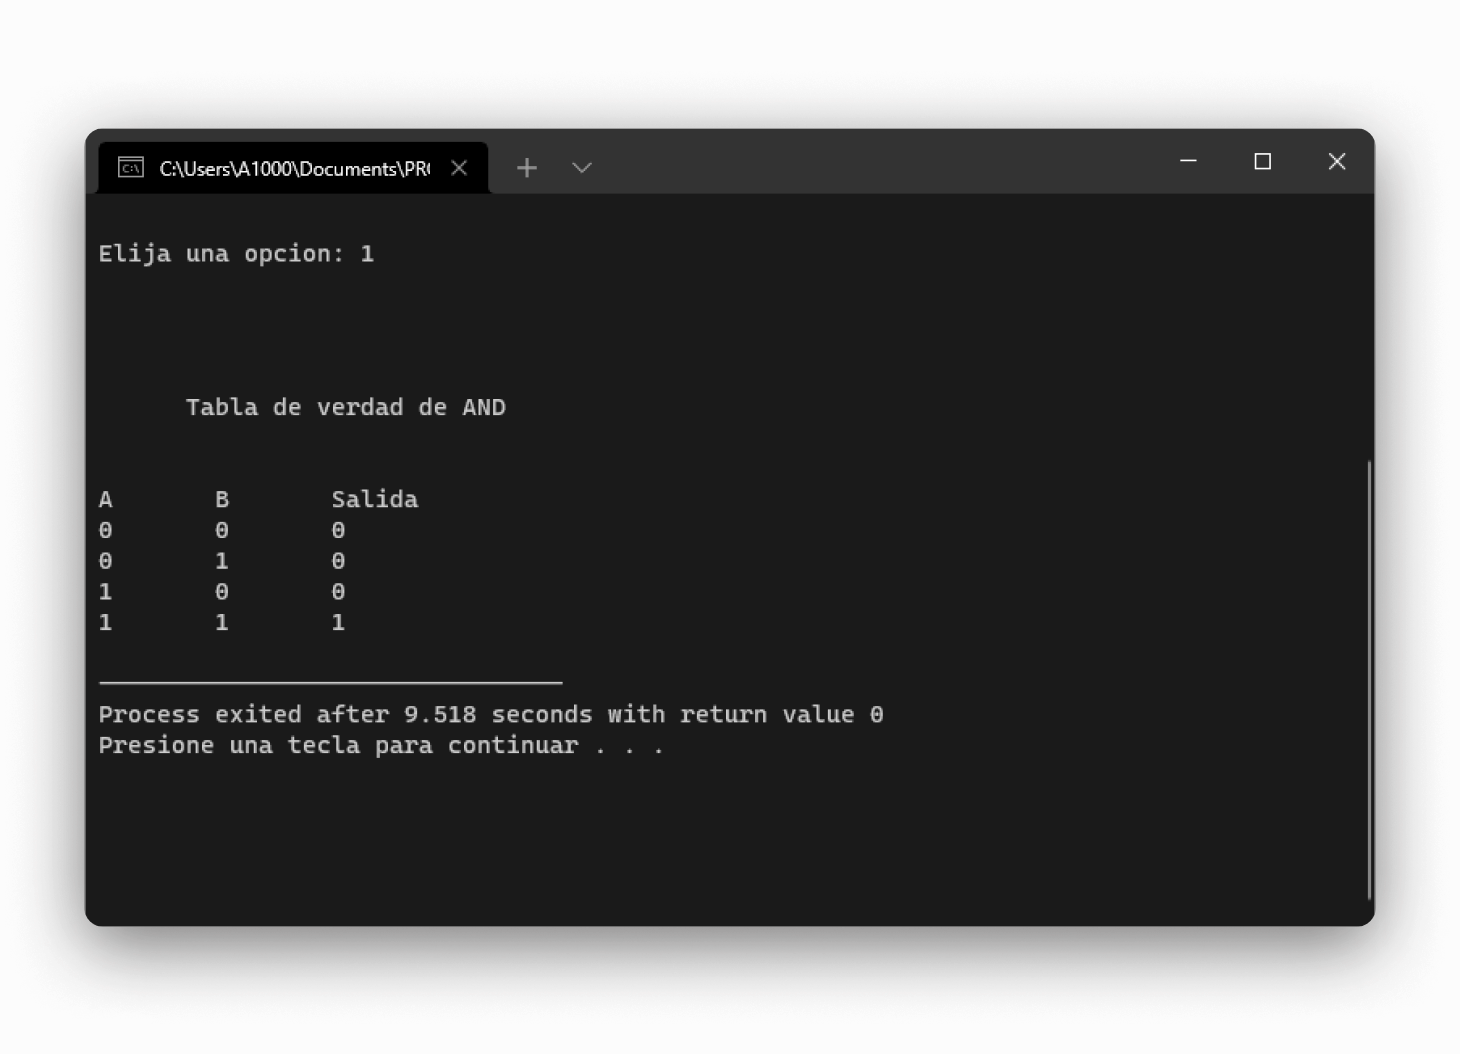 C:\Users\A1000\Documents\PR
Elija una opcion: 1
Tabla de verdad de AND
A B Salida
0 0 0
0 1 0
1 0 0
1 1 1
Process exited after 9.518 seconds with return value 0
Presione una tecla para continuar . . .